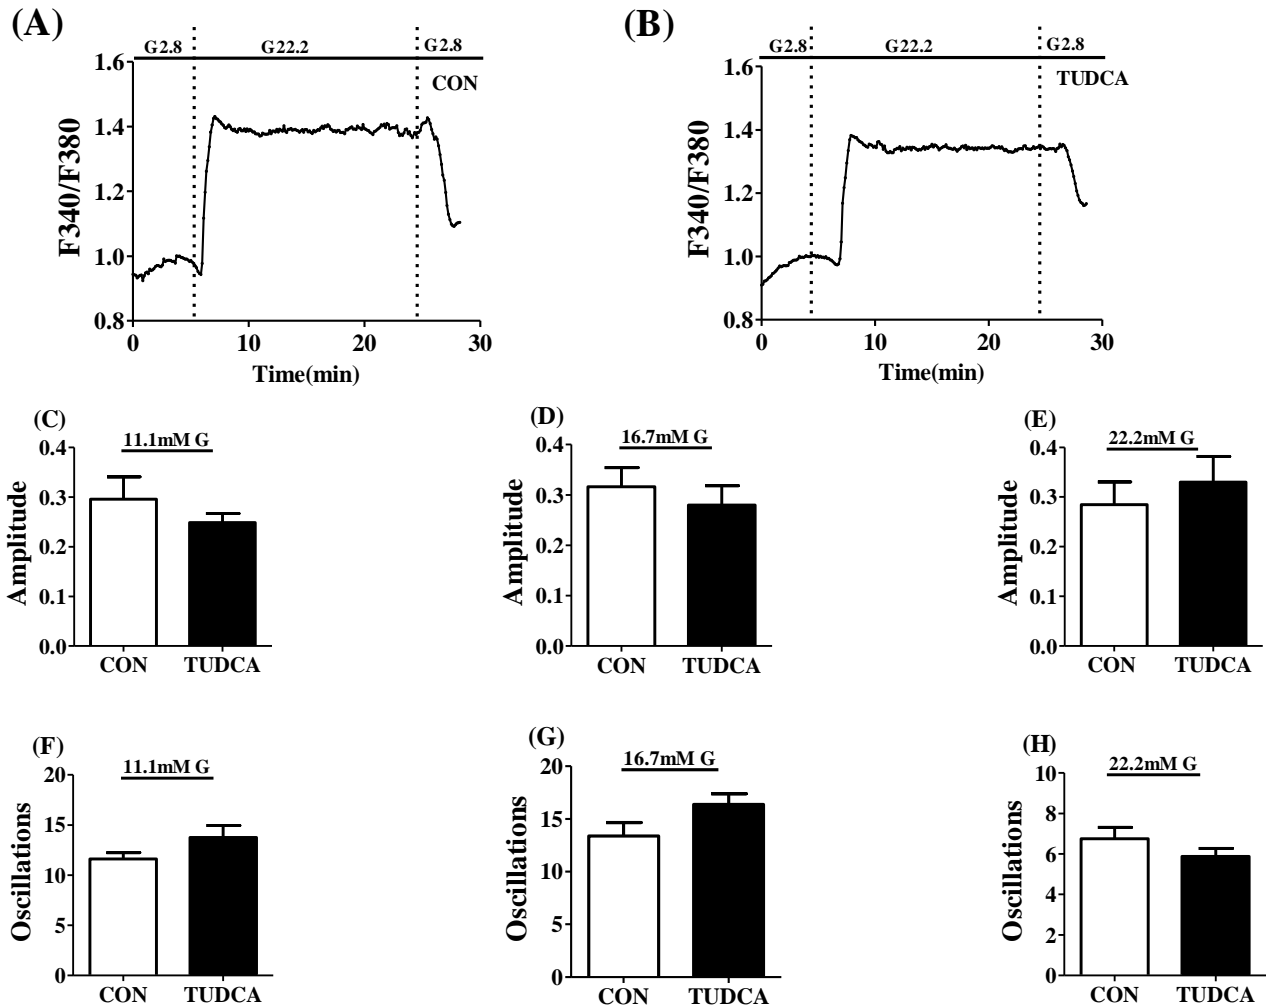 (A)
G2.8 G22.2 G2.8
CON
F340/F380
1.6
1.4
1.2
1.0
0.8
0 10 20 30
Time(min)
(B)
G2.8 G22.2 G2.8
TUDCA
F340/F380
1.6
1.4
1.2
1.0
0.8
0 10 20 30
Time(min)
(C)
11.1mM G
Amplitude
0.4
0.3
0.2
0.1
0.0
CON TUDCA
(D)
16.7mM G
Amplitude
0.4
0.3
0.2
0.1
0.0
CON TUDCA
(E)
22.2mM G
Amplitude
0.4
0.3
0.2
0.1
0.0
CON TUDCA
(F)
11.1mM G
Oscillations
20
15
10
5
0
CON TUDCA
(G)
16.7mM G
Oscillations
20
15
10
5
0
CON TUDCA
(H)
22.2mM G
Oscillations
10
8
6
4
2
0
CON TUDCA